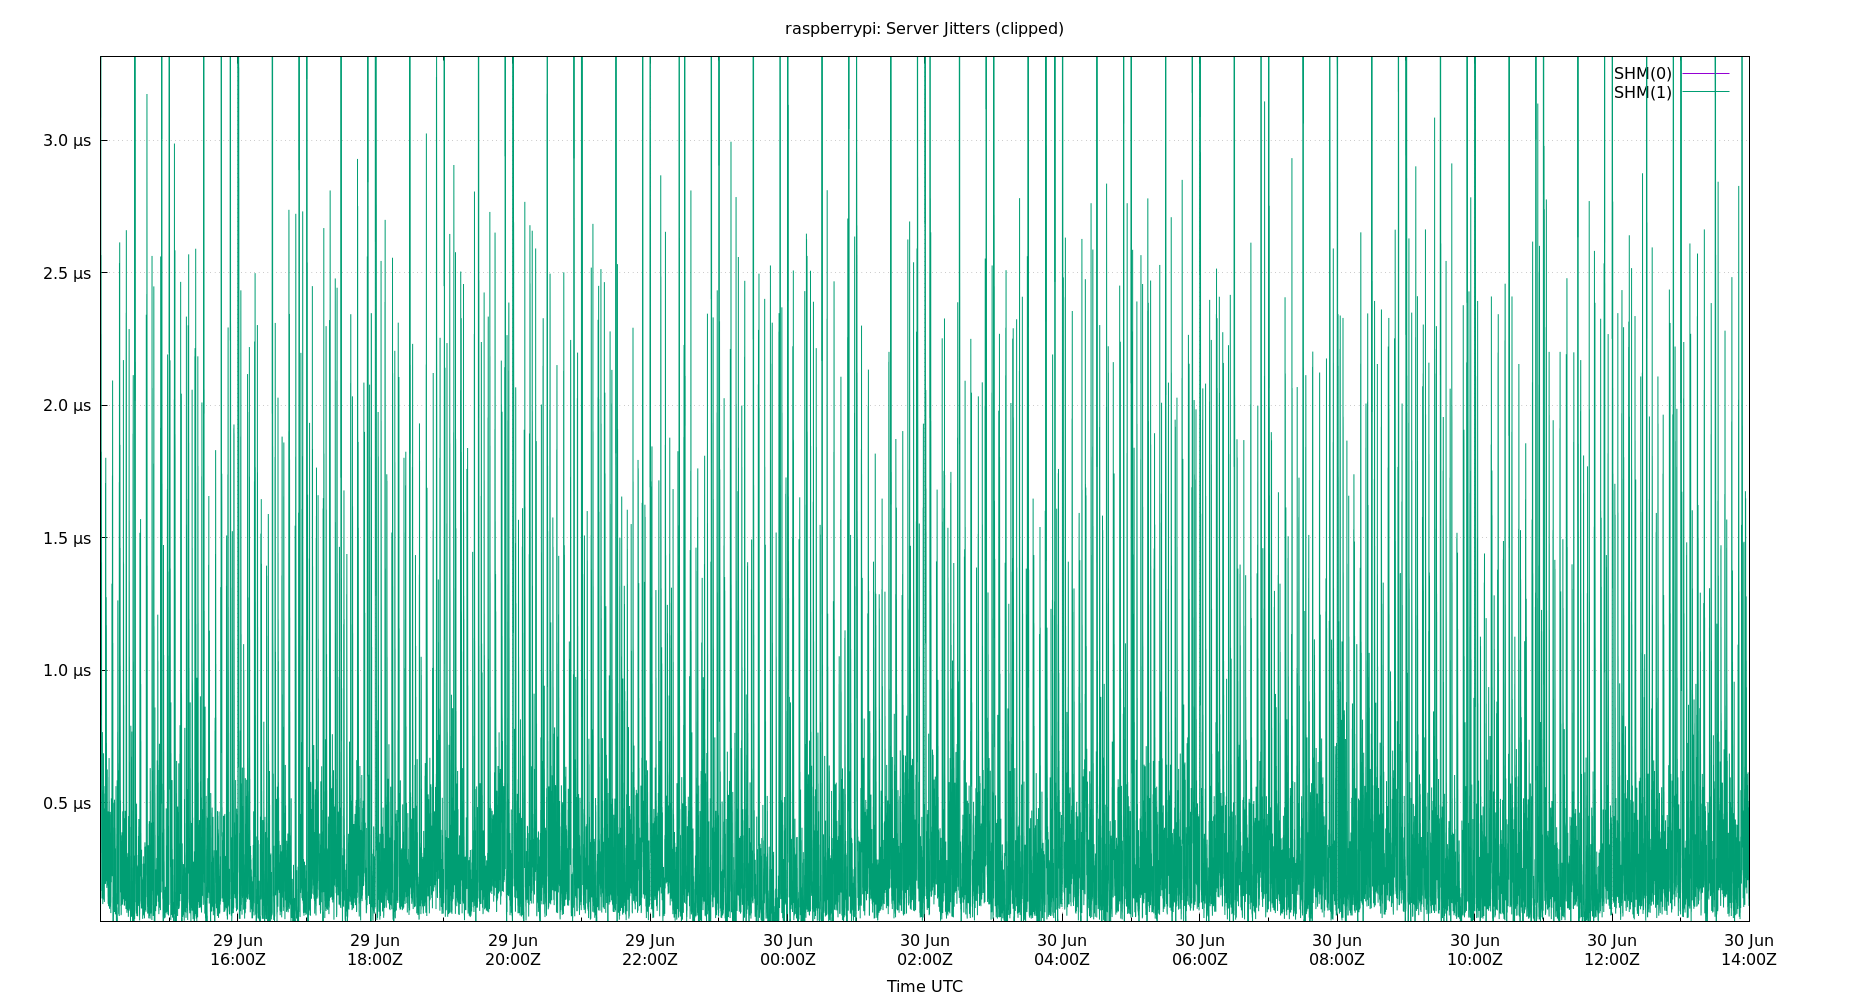 raspberrypi: Server Jitters (clipped)
SHM(0)
SHM(1)
3.0 μs
2.5 μs
2.0 μs
1.5 μs
1.0 μs
0.5 μs
29 Jun 29 Jun 29 Jun 29 Jun 30 Jun 30 Jun 30 Jun 30 Jun 30 Jun 30 Jun 30 Jun 30 Jun
16:00Z 18:00Z 20:00Z 22:00Z 00:00Z 02:00Z 04:00Z 06:00Z 08:00Z 10:00Z 12:00Z 14:00Z
Time UTC